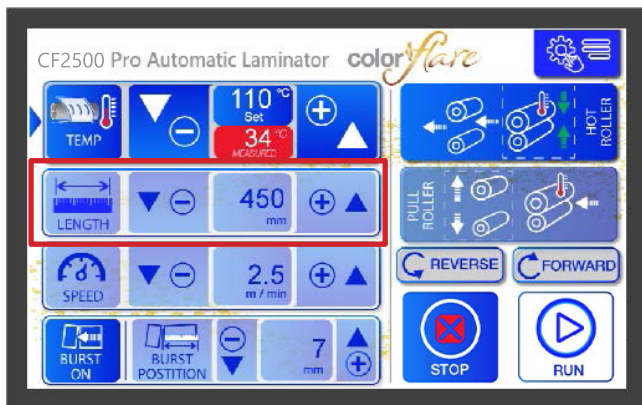 CF2500 Pro Automatic Laminator colorflare
TEMP
110 °C
Set
34 °C
MEASURED
HOT
ROLLER
LENGTH
450
mm
PULL
ROLLER
SPEED
2.5
m / min
REVERSE
FORWARD
BURST
ON
BURST
POSTITION
7
mm
STOP
RUN